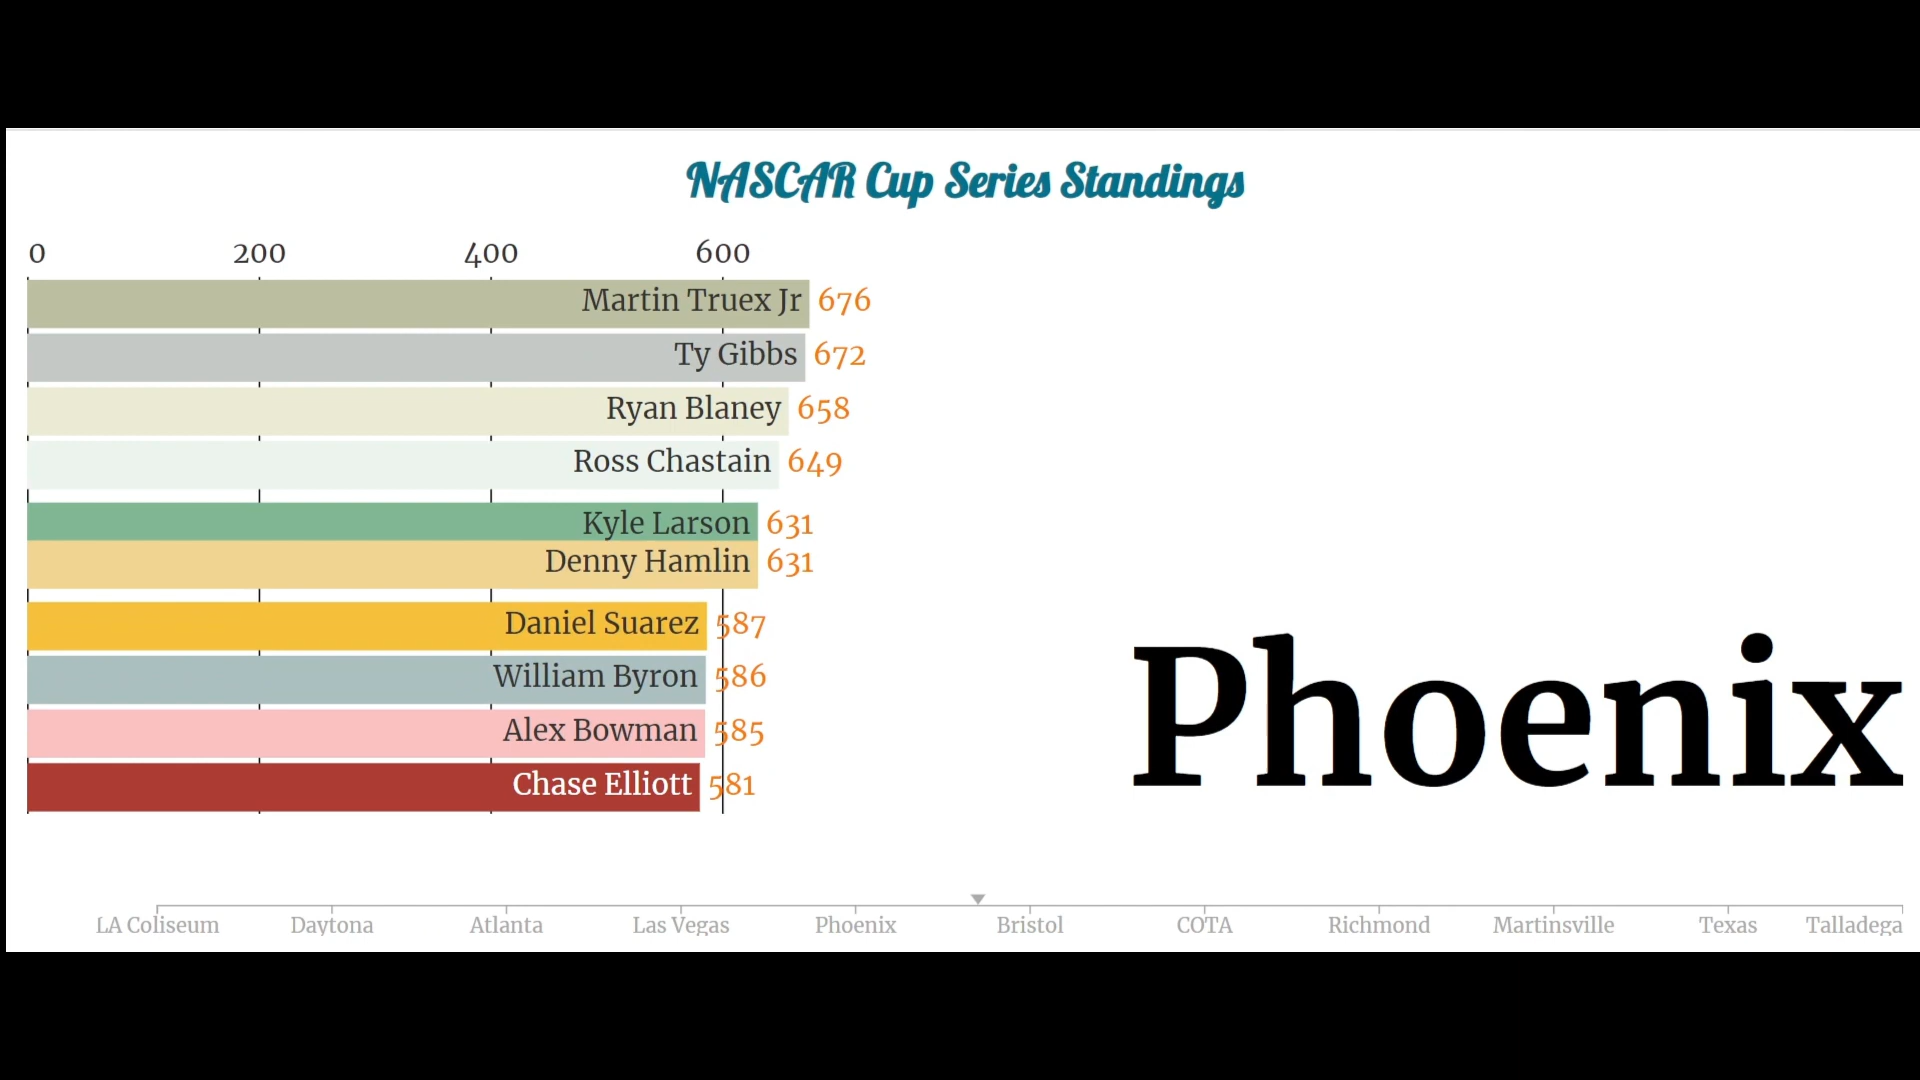 NASCAR Cup Series Standings
0 200 400 600
Martin Truex Jr 676
Ty Gibbs 672
Ryan Blaney 658
Ross Chastain 649
Kyle Larson 631
Denny Hamlin 631
Daniel Suarez 587
William Byron 586
Alex Bowman 585
Chase Elliott 581
Phoenix
LA Coliseum Daytona Atlanta Las Vegas Phoenix Bristol COTA Richmond Martinsville Texas Talladega